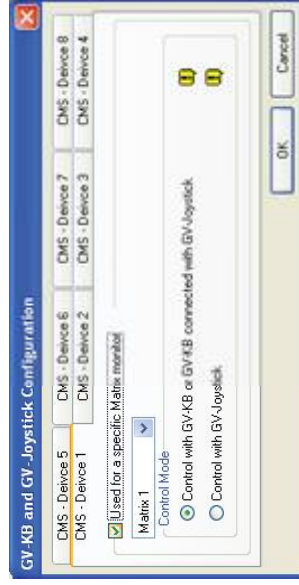 GV-KB and GV-Joystick Configuration
CMS - Deivce 5 CMS - Deivce 6 CMS - Deivce 7 CMS - Deivce 8
CMS - Deivce 1 CMS - Deivce 2 CMS - Deivce 3 CMS - Deivce 4
Used for a specific Matrix monitor
Matrix 1
Control Mode
Control with GV-KB or GV-KB connected with GV-Joystick.
Control with GV-Joystick.
OK Cancel